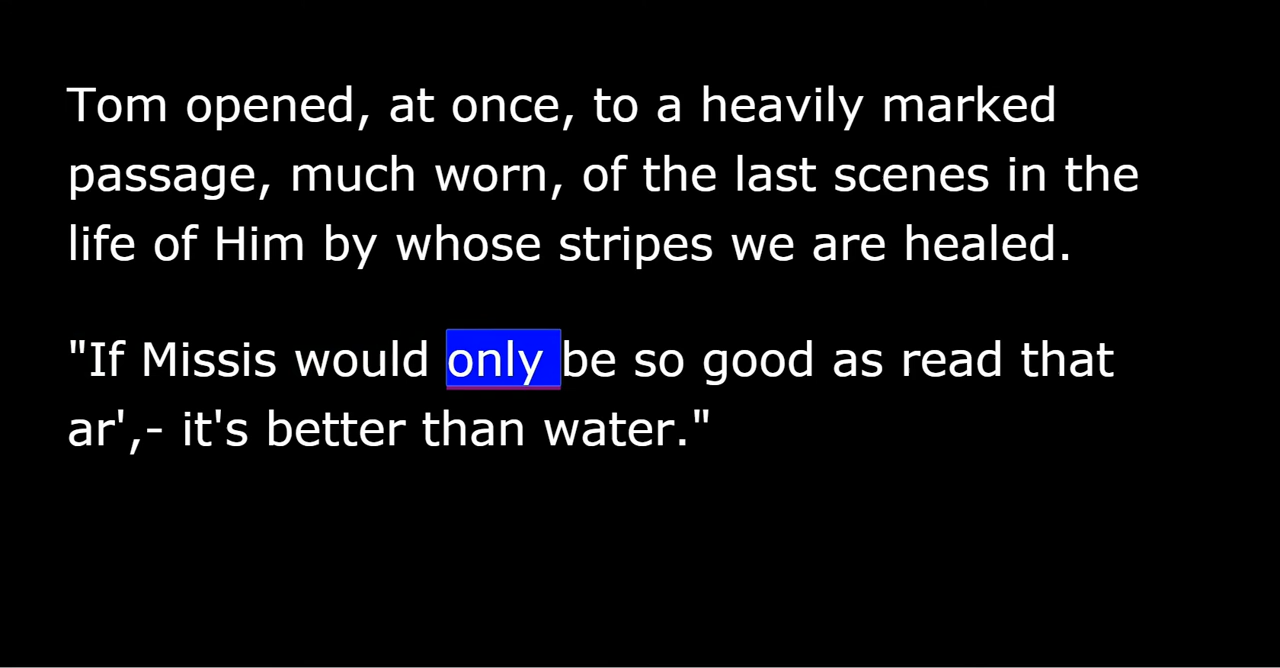 Tom opened, at once, to a heavily marked
passage, much worn, of the last scenes in the
life of Him by whose stripes we are healed.
"If Missis would only be so good as read that
ar',- it's better than water."